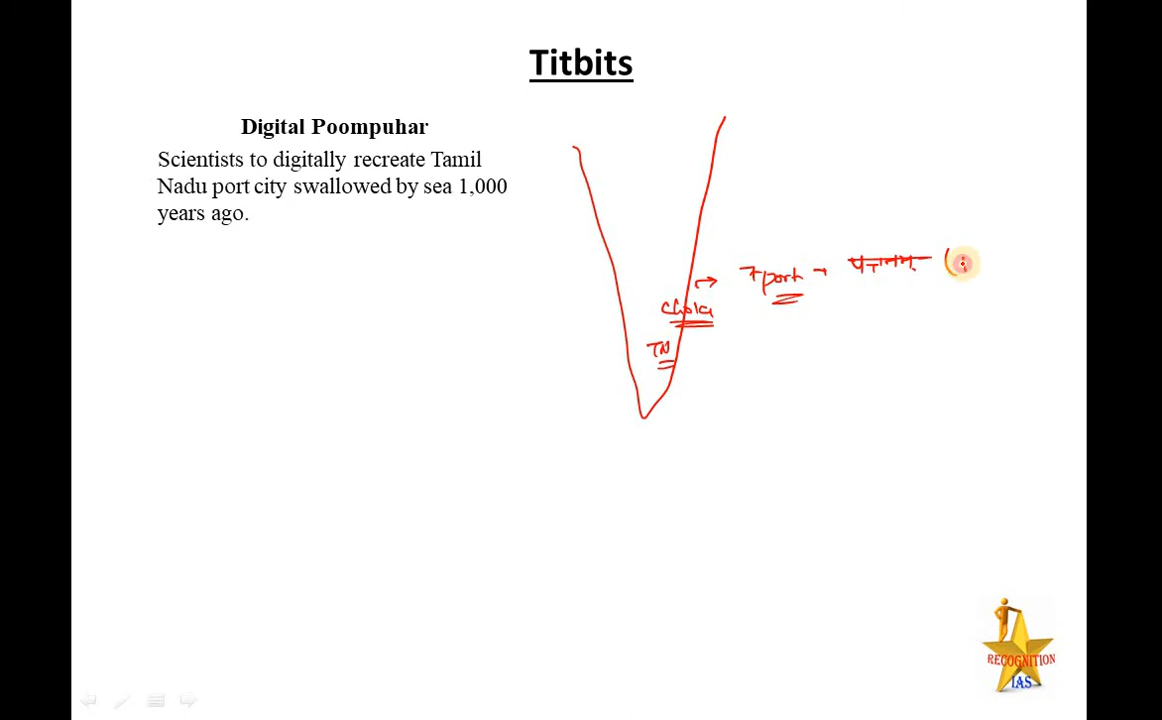 Titbits
Digital Poompuhar
Scientists to digitally recreate Tamil
Nadu port city swallowed by sea 1,000
years ago.
port
Chola
TN
RECOGNITION
IAS